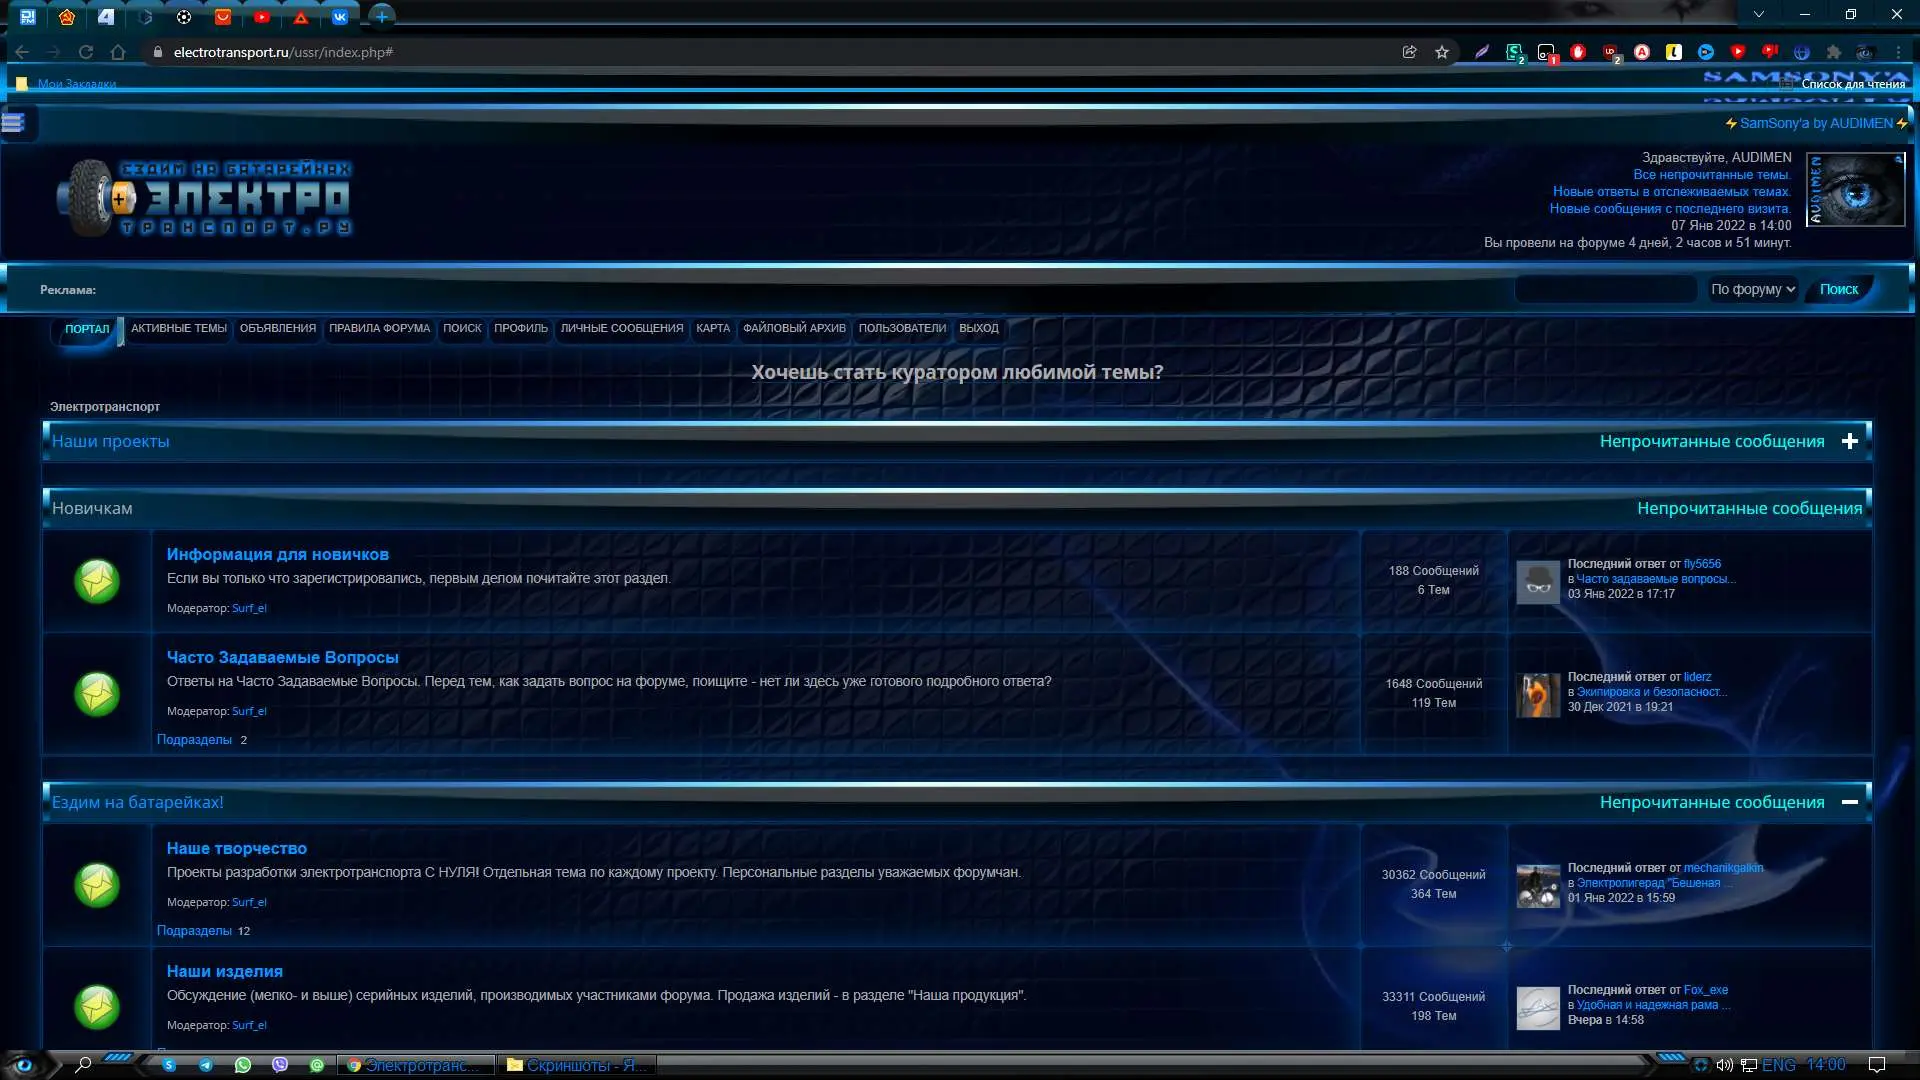 electrotransport.ru/ussr/index.php#
Мои Закладки
SAMSONY'A
Список для чтения
⚡SamSony'a by AUDIMEN⚡
ЕЗДИМ НА БАТАРЕЙКАХ
ЭЛЕКТРО
ТРАНСПОРТ.РУ
Здравствуйте, AUDIMEN
Все непрочитанные темы.
Новые ответы в отслеживаемых темах.
Новые сообщения с последнего визита.
07 Янв 2022 в 14:00
Вы провели на форуме 4 дней, 2 часов и 51 минут.
AUDIMEN
Реклама:
По форуму
Поиск
ПОРТАЛ АКТИВНЫЕ ТЕМЫ ОБЪЯВЛЕНИЯ ПРАВИЛА ФОРУМА ПОИСК ПРОФИЛЬ ЛИЧНЫЕ СООБЩЕНИЯ КАРТА ФАЙЛОВЫЙ АРХИВ ПОЛЬЗОВАТЕЛИ ВЫХОД
Хочешь стать куратором любимой темы?
Электротранспорт
Наши проекты
Непрочитанные сообщения
Новичкам
Непрочитанные сообщения
Информация для новичков
Если вы только что зарегистрировались, первым делом почитайте этот раздел.
Модератор: Surf_el
188 Сообщений
6 Тем
Последний ответ от fly5656
в Часто задаваемые вопросы...
03 Янв 2022 в 17:17
Часто Задаваемые Вопросы
Ответы на Часто Задаваемые Вопросы. Перед тем, как задать вопрос на форуме, поищите - нет ли здесь уже готового подробного ответа?
Модератор: Surf_el
Подразделы 2
1648 Сообщений
119 Тем
Последний ответ от liderz
в Экипировка и безопасност...
30 Дек 2021 в 19:21
Ездим на батарейках!
Непрочитанные сообщения
Наше творчество
Проекты разработки электротранспорта С НУЛЯ! Отдельная тема по каждому проекту. Персональные разделы уважаемых форумчан.
Модератор: Surf_el
Подразделы 12
30362 Сообщений
364 Тем
Последний ответ от mechanikgalkin
в Электролигерад "Бешеная ...
01 Янв 2022 в 15:59
Наши изделия
Обсуждение (мелко- и выше) серийных изделий, производимых участниками форума. Продажа изделий - в разделе "Наша продукция".
Модератор: Surf_el
33311 Сообщений
198 Тем
Последний ответ от Fox_exe
в Удобная и надежная рама ...
Вчера в 14:58
Электротранс...
Скриншоты - Я...
ENG
14:00